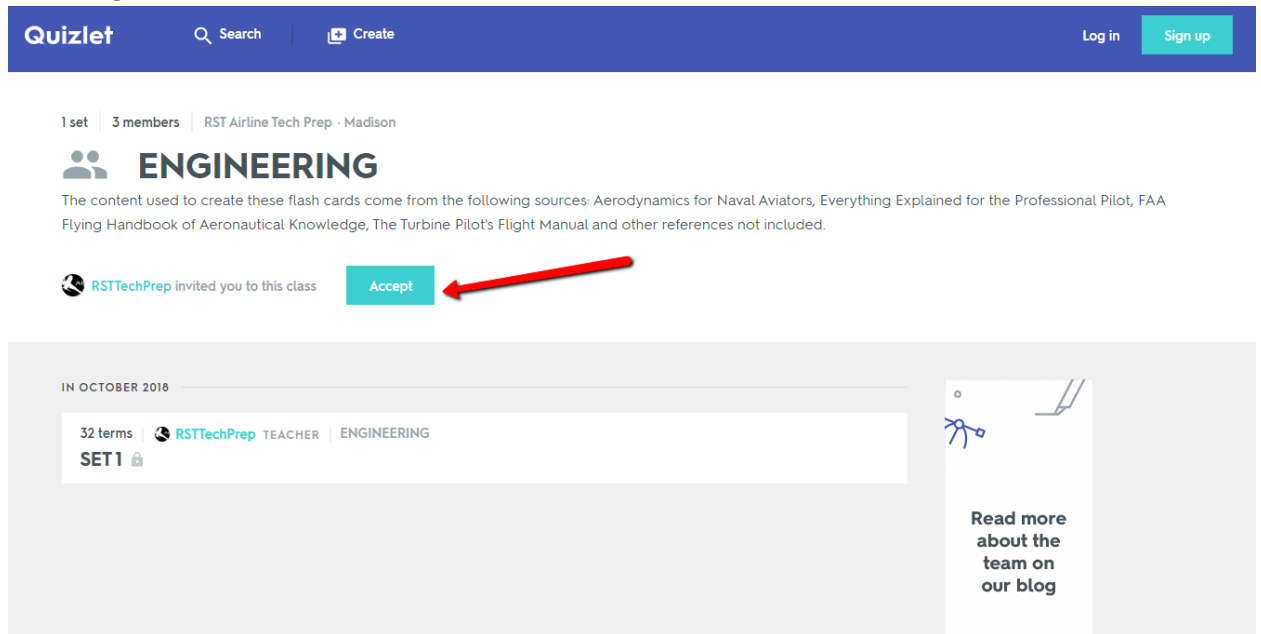 Quizlet Search Create Log in Sign up
1 set 3 members RST Airline Tech Prep · Madison
ENGINEERING
The content used to create these flash cards come from the following sources: Aerodynamics for Naval Aviators, Everything Explained for the Professional Pilot, FAA
Flying Handbook of Aeronautical Knowledge, The Turbine Pilot's Flight Manual and other references not included.
RSTTechPrep invited you to this class Accept
IN OCTOBER 2018
32 terms RSTTechPrep TEACHER ENGINEERING
SET 1
Read more
about the
team on
our blog